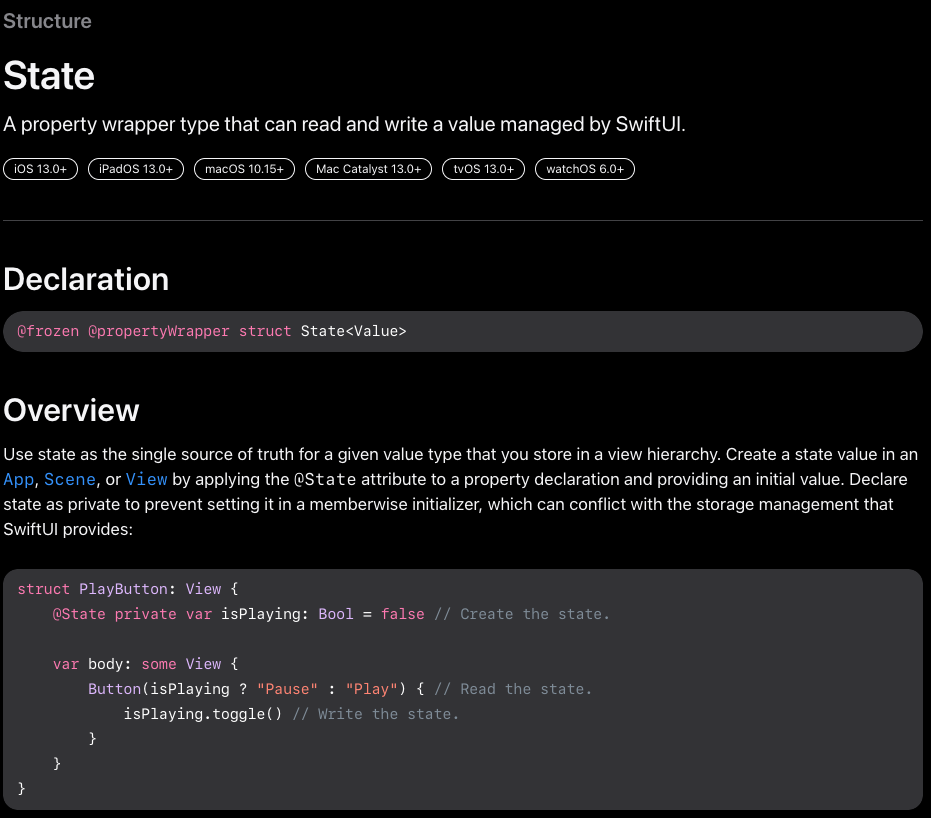 Structure
State
A property wrapper type that can read and write a value managed by SwiftUI.
iOS 13.0+ iPadOS 13.0+ macOS 10.15+ Mac Catalyst 13.0+ tvOS 13.0+ watchOS 6.0+
Declaration
@frozen @propertyWrapper struct State<Value>
Overview
Use state as the single source of truth for a given value type that you store in a view hierarchy. Create a state value in an
App, Scene, or View by applying the @State attribute to a property declaration and providing an initial value. Declare
state as private to prevent setting it in a memberwise initializer, which can conflict with the storage management that
SwiftUI provides:
struct PlayButton: View {
    @State private var isPlaying: Bool = false // Create the state.
    var body: some View {
        Button(isPlaying ? "Pause" : "Play") { // Read the state.
            isPlaying.toggle() // Write the state.
        }
    }
}